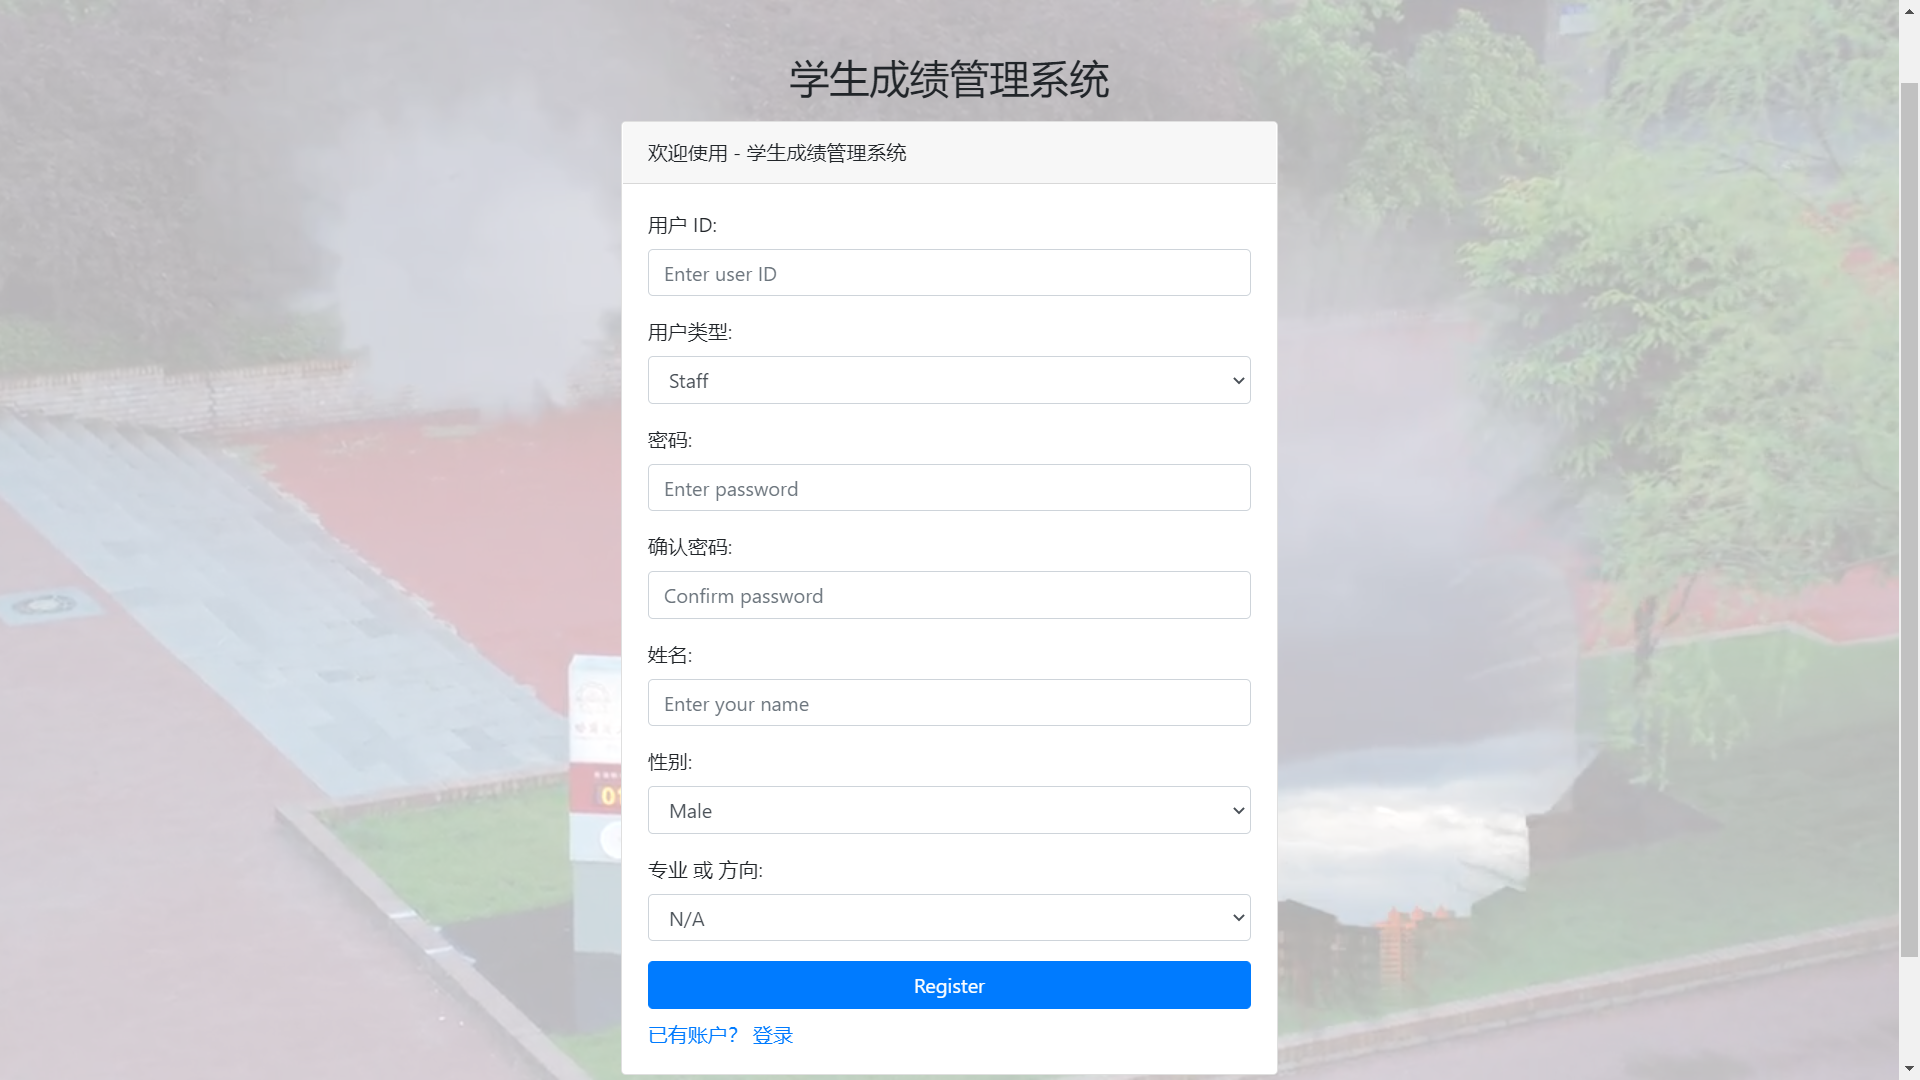 学生成绩管理系统
欢迎使用 - 学生成绩管理系统
用户 ID:
Enter user ID
用户类型:
Staff
密码:
Enter password
确认密码:
Confirm password
姓名:
Enter your name
性别:
Male
专业 或 方向:
N/A
Register
已有账户? 登录